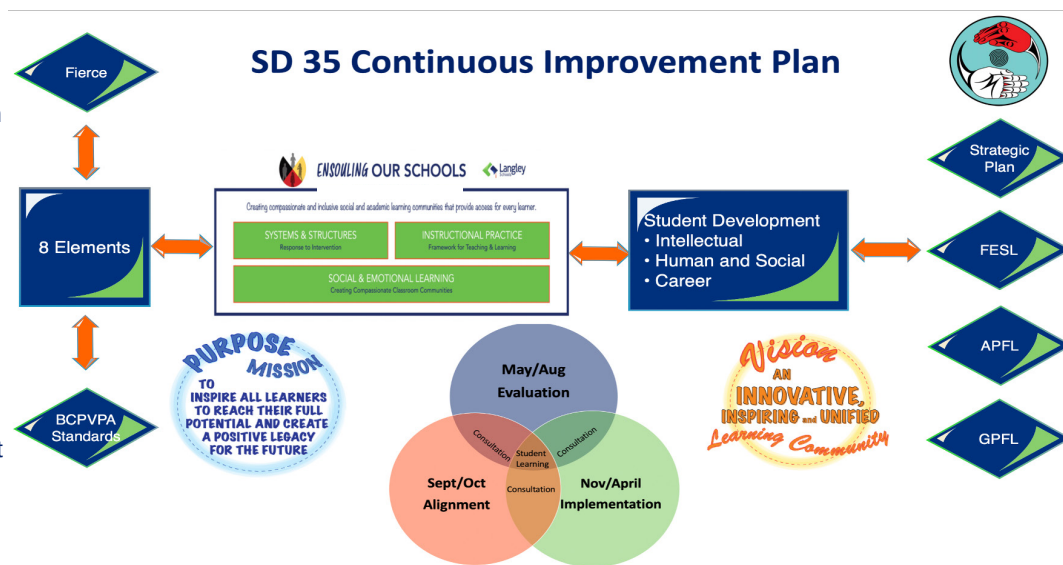 SD 35 Continuous Improvement Plan
Fierce
8 Elements
BCPVPA
Standards
ENSOULING OUR SCHOOLS
Langley
Creating compassionate and inclusive social and academic learning communities that provide access for every learner.
SYSTEMS & STRUCTURES
Response to Intervention
INSTRUCTIONAL PRACTICE
Framework for Teaching & Learning
SOCIAL & EMOTIONAL LEARNING
Creating Compassionate Classroom Communities
Student Development
• Intellectual
• Human and Social
• Career
Strategic
Plan
FESL
APFL
GPFL
PURPOSE
MISSION
TO
INSPIRE ALL LEARNERS
TO REACH THEIR FULL
POTENTIAL AND CREATE
A POSITIVE LEGACY
FOR THE FUTURE
May/Aug
Evaluation
Consultation
Consultation
Student
Learning
Consultation
Sept/Oct
Alignment
Nov/April
Implementation
Vision
AN
INNOVATIVE,
INSPIRING and UNIFIED
Learning Community